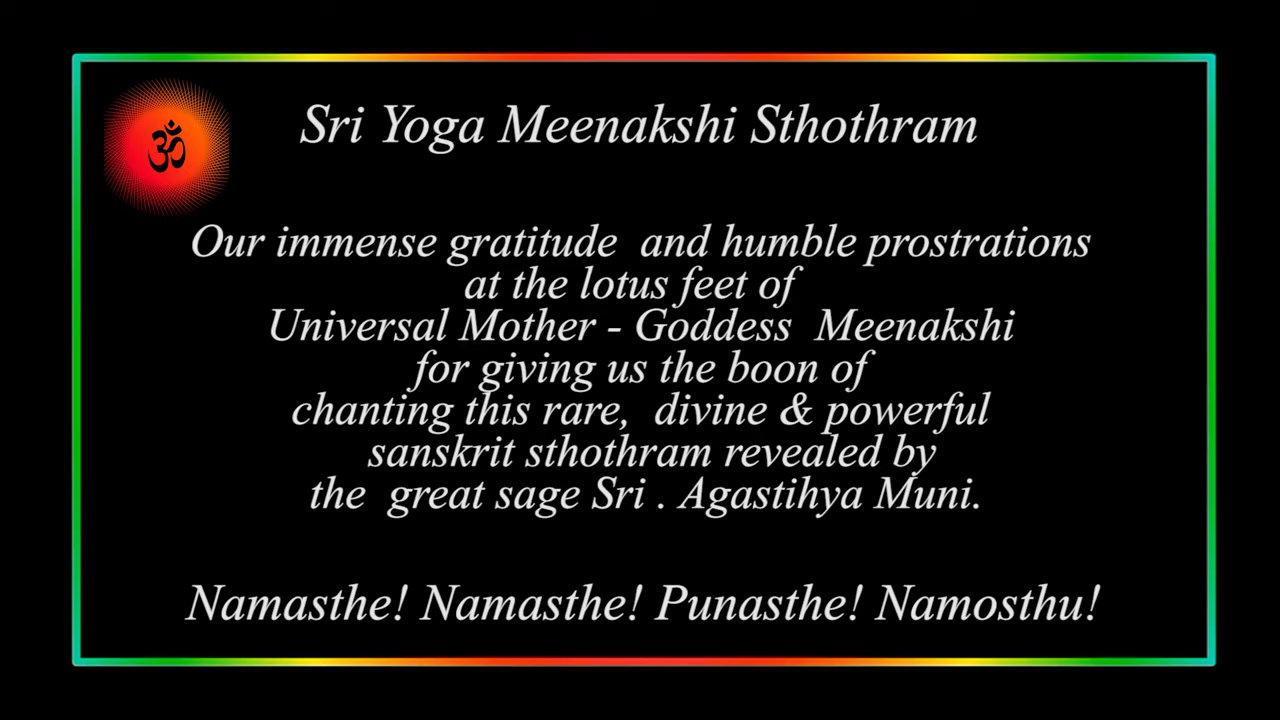 ॐ
Sri Yoga Meenakshi Sthothram
Our immense gratitude and humble prostrations
at the lotus feet of
Universal Mother - Goddess Meenakshi
for giving us the boon of
chanting this rare, divine & powerful
sanskrit sthothram revealed by
the great sage Sri . Agastihya Muni.
Namasthe! Namasthe! Punasthe! Namosthu!